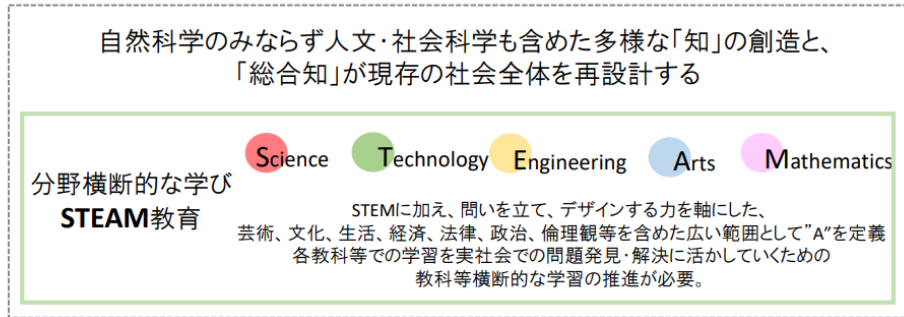 自然科学のみならず人文・社会科学も含めた多様な「知」の創造と、
「総合知」が現存の社会全体を再設計する
Science Technology Engineering Arts Mathematics
分野横断的な学び
STEAM教育
STEMに加え、問いを立て、デザインする力を軸にした、
芸術、文化、生活、経済、法律、政治、倫理観等を含めた広い範囲として"A"を定義
各教科等での学習を実社会での問題発見・解決に活かしていくための
教科等横断的な学習の推進が必要。